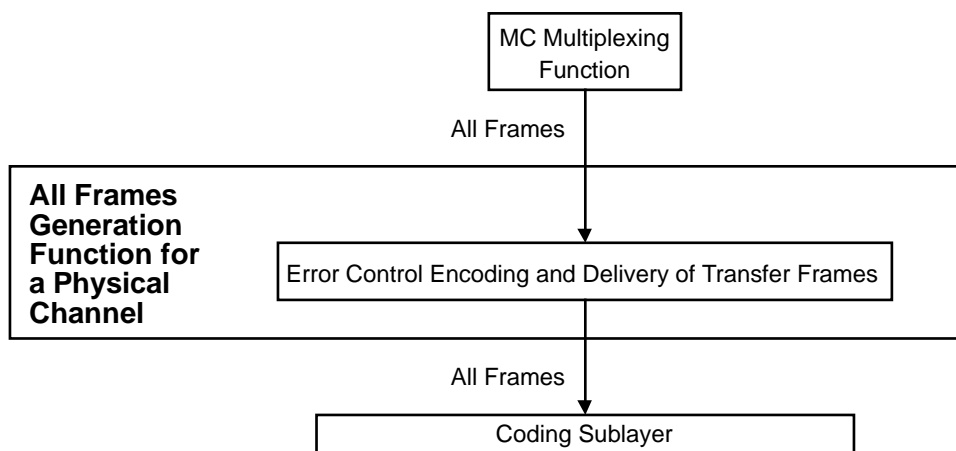 MC Multiplexing
Function
All Frames
All Frames
Generation
Function for
a Physical
Channel
Error Control Encoding and Delivery of Transfer Frames
All Frames
Coding Sublayer